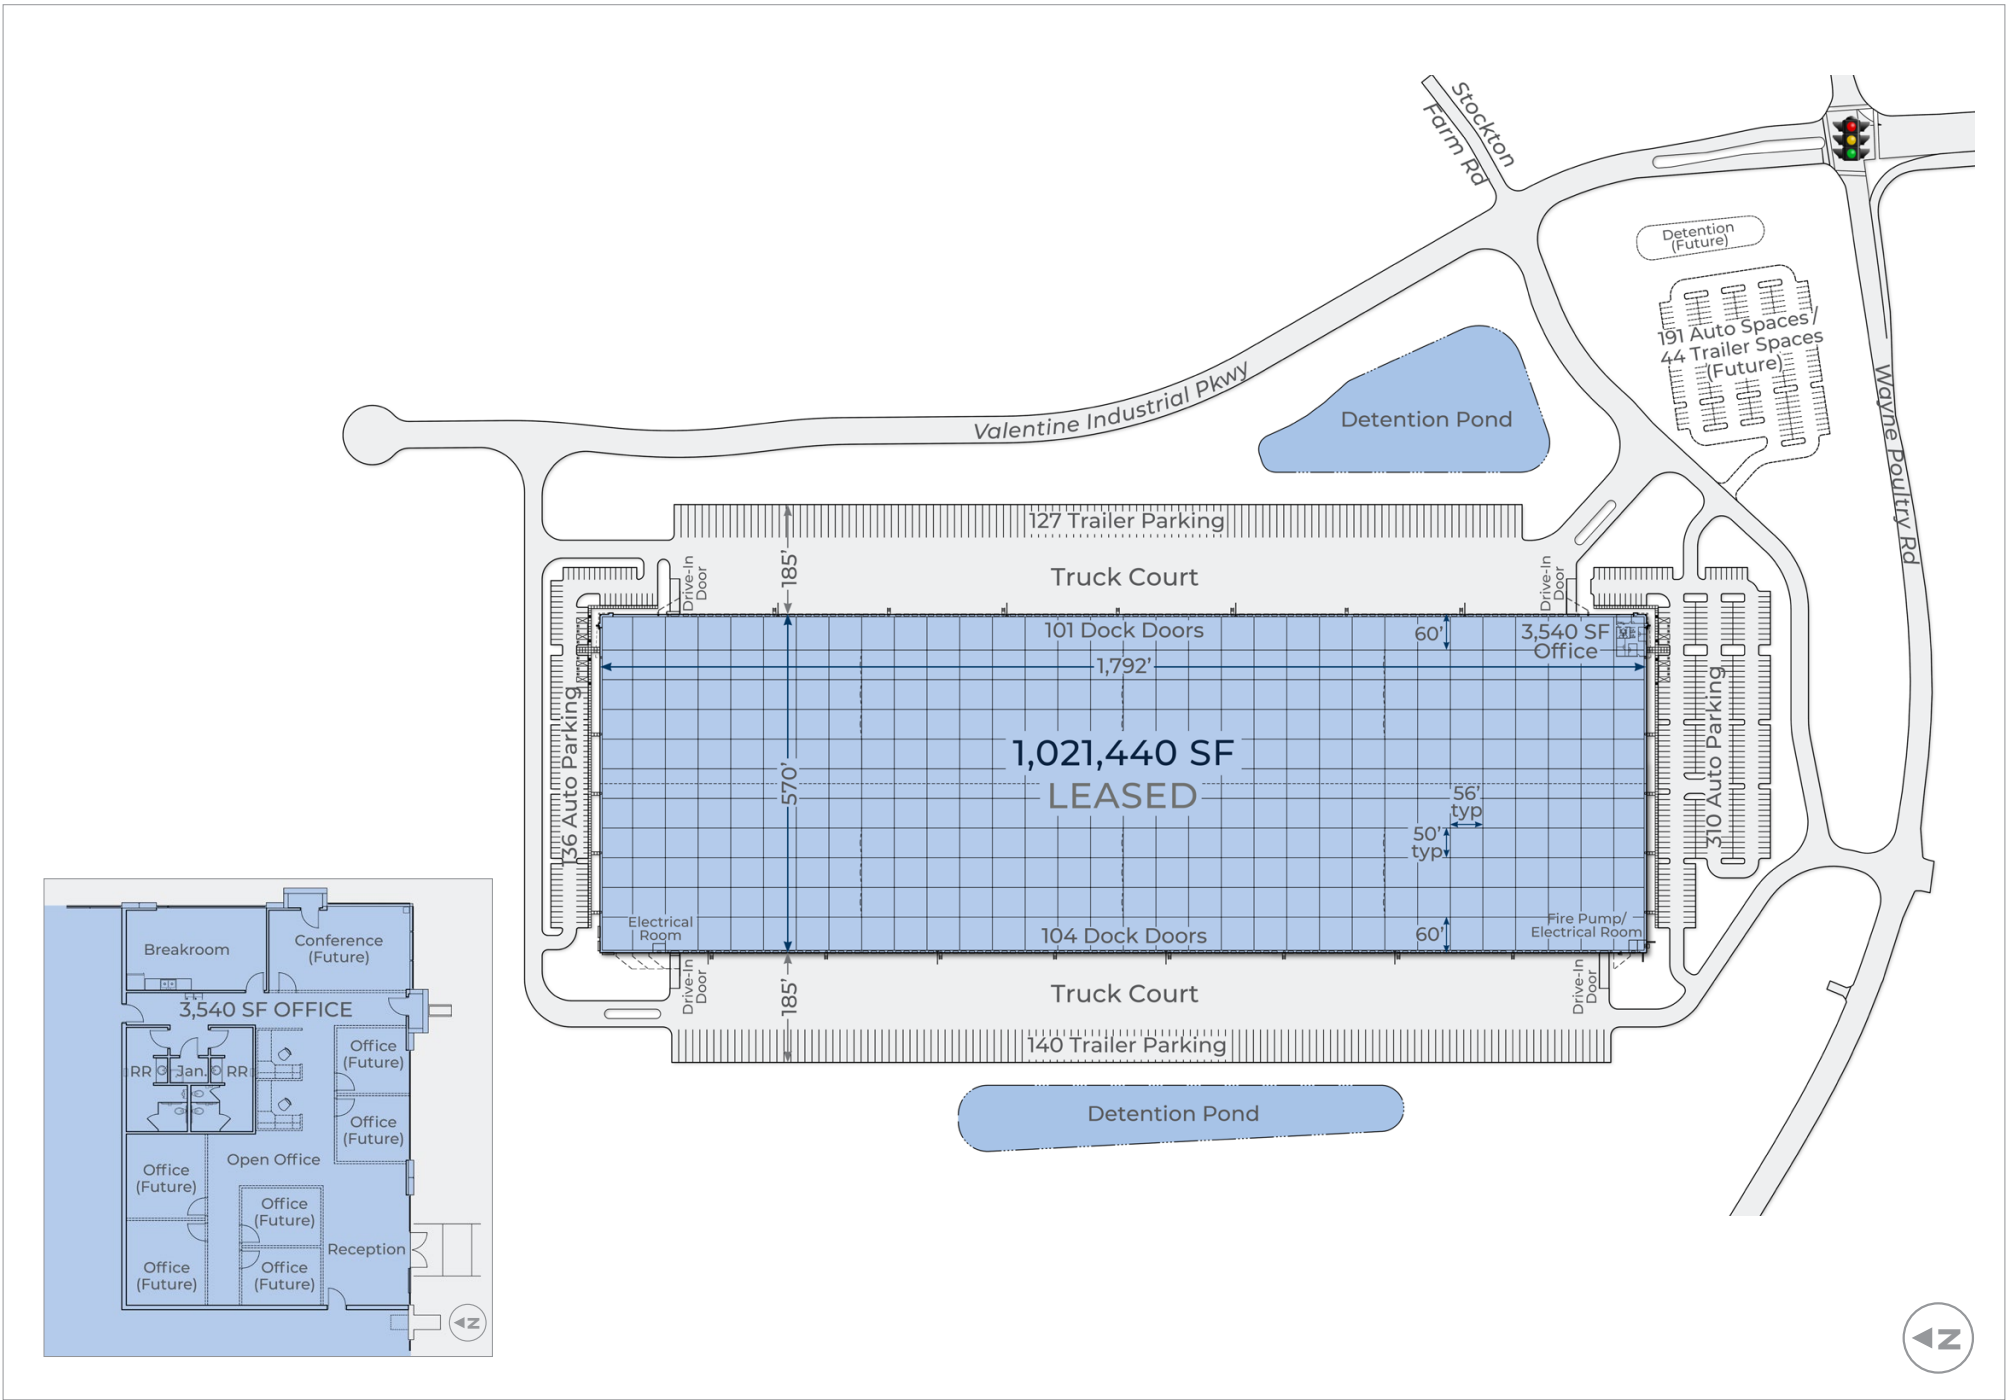 Stockton
Farm Rd
Detention
(Future)
191 Auto Spaces/
44 Trailer Spaces
(Future)
Wayne Poultry Rd
Valentine Industrial Pkwy
Detention Pond
127 Trailer Parking
185'
Truck Court
Drive-In
Door
Drive-In
Door
101 Dock Doors
60'
3,540 SF
Office
1,792'
136 Auto Parking
310 Auto Parking
1,021,440 SF
LEASED
570'
56'
typ
50'
typ
Electrical
Room
104 Dock Doors
60'
Fire Pump/
Electrical Room
Drive-In
Door
185'
Truck Court
Drive-In
Door
140 Trailer Parking
Detention Pond
Breakroom
Conference
(Future)
3,540 SF OFFICE
Office
(Future)
RR
Jan.
RR
Office
(Future)
Open Office
Office
(Future)
Office
(Future)
Reception
Office
(Future)
Office
(Future)
N
N